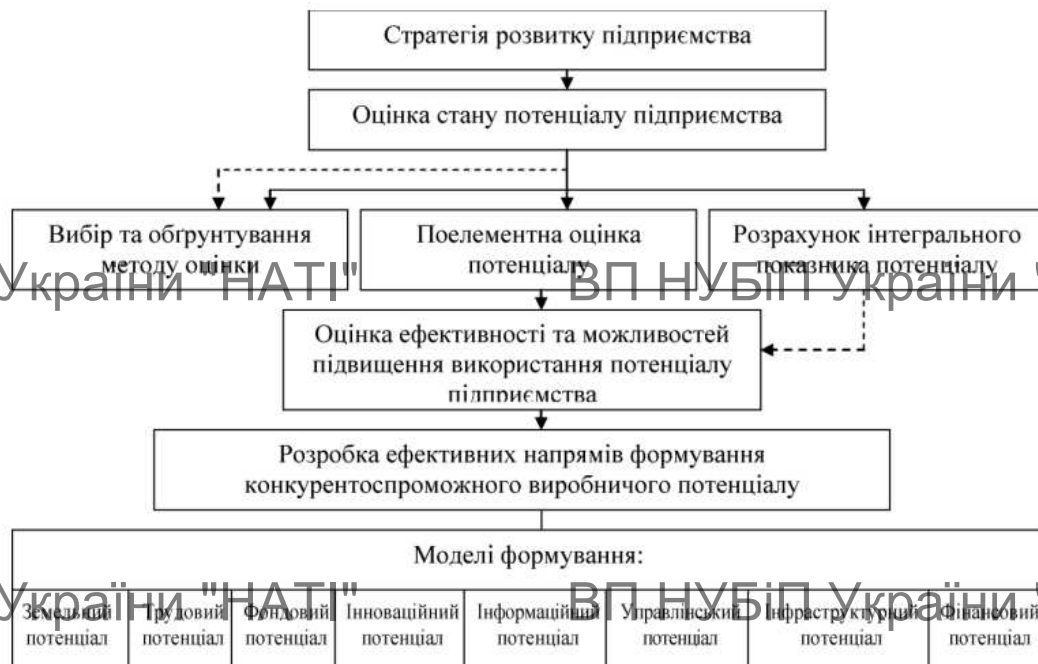 Стратегія розвитку підприємства
Оцінка стану потенціалу підприємства
Вибір та обґрунтування
методу оцінки
Поелементна оцінка
потенціалу
Розрахунок інтегрального
показника потенціалу
України "НАТІ"
ВП НУБіП України "
Оцінка ефективності та можливостей
підвищення використання потенціалу
підприємства
Розробка ефективних напрямів формування
конкурентоспроможного виробничого потенціалу
Моделі формування:
України "НАТІ"
ВП НУБіП України "
Земельний
потенціал
Трудовий
потенціал
Фондовий
потенціал
Інноваційний
потенціал
Інформаційний
потенціал
Управлінський
потенціал
Інфраструктурний
потенціал
Фінансовий
потенціал